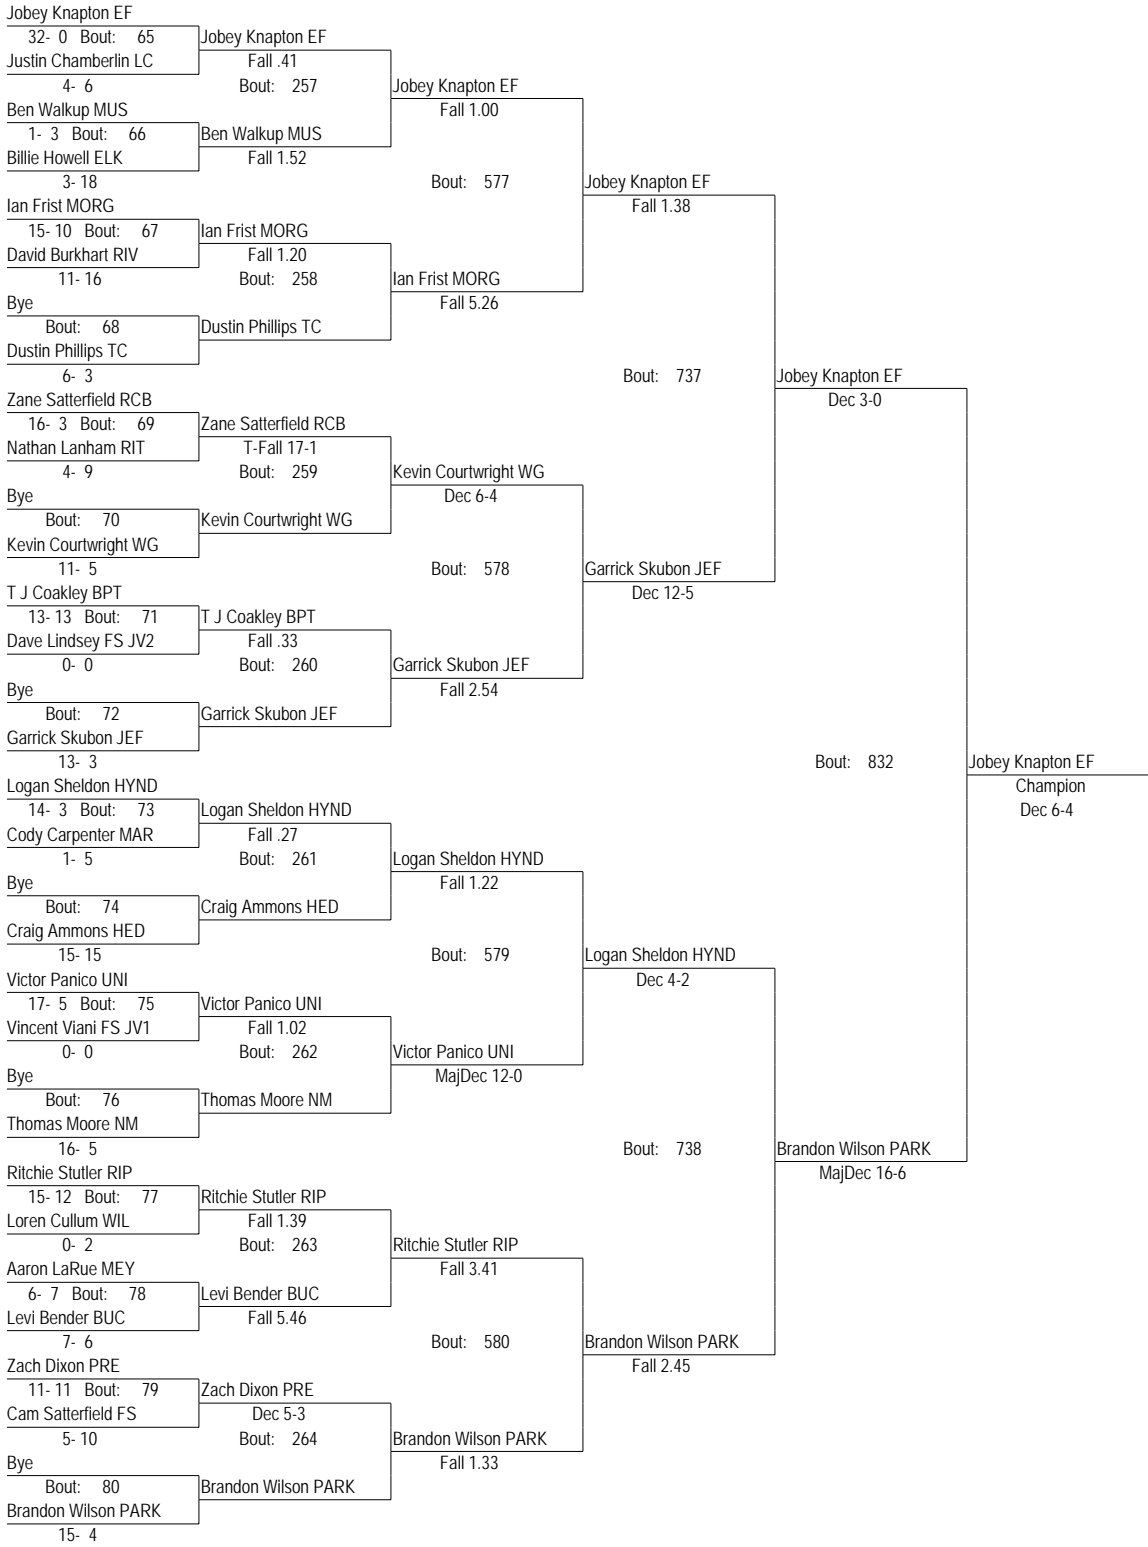 Jobey Knapton EF
32- 0 Bout: 65 Jobey Knapton EF
Justin Chamberlin LC Fall .41
4- 6 Bout: 257 Jobey Knapton EF
Ben Walkup MUS Fall 1.00
1- 3 Bout: 66 Ben Walkup MUS
Billie Howell ELK Fall 1.52
3- 18 Bout: 577 Jobey Knapton EF
Ian Frist MORG Fall 1.38
15- 10 Bout: 67 Ian Frist MORG
David Burkhart RIV Fall 1.20
11- 16 Bout: 258 Ian Frist MORG
Bye Fall 5.26
Bout: 68 Dustin Phillips TC
Dustin Phillips TC
6- 3 Bout: 737 Jobey Knapton EF
Zane Satterfield RCB Dec 3-0
16- 3 Bout: 69 Zane Satterfield RCB
Nathan Lanham RIT T-Fall 17-1
4- 9 Bout: 259 Kevin Courtwright WG
Bye Dec 6-4
Bout: 70 Kevin Courtwright WG
Kevin Courtwright WG
11- 5 Bout: 578 Garrick Skubon JEF
T J Coakley BPT Dec 12-5
13- 13 Bout: 71 T J Coakley BPT
Dave Lindsey FS JV2 Fall .33
0- 0 Bout: 260 Garrick Skubon JEF
Bye Fall 2.54
Bout: 72 Garrick Skubon JEF
Garrick Skubon JEF
13- 3 Bout: 832 Jobey Knapton EF
Logan Sheldon HYND Champion
14- 3 Bout: 73 Logan Sheldon HYND Dec 6-4
Cody Carpenter MAR Fall .27
1- 5 Bout: 261 Logan Sheldon HYND
Bye Fall 1.22
Bout: 74 Craig Ammons HED
Craig Ammons HED
15- 15 Bout: 579 Logan Sheldon HYND
Victor Panico UNI Dec 4-2
17- 5 Bout: 75 Victor Panico UNI
Vincent Viani FS JV1 Fall 1.02
0- 0 Bout: 262 Victor Panico UNI
Bye MajDec 12-0
Bout: 76 Thomas Moore NM
Thomas Moore NM
16- 5 Bout: 738 Brandon Wilson PARK
Ritchie Stutler RIP MajDec 16-6
15- 12 Bout: 77 Ritchie Stutler RIP
Loren Cullum WIL Fall 1.39
0- 2 Bout: 263 Ritchie Stutler RIP
Aaron LaRue MEY Fall 3.41
6- 7 Bout: 78 Levi Bender BUC
Levi Bender BUC Fall 5.46
7- 6 Bout: 580 Brandon Wilson PARK
Zach Dixon PRE Fall 2.45
11- 11 Bout: 79 Zach Dixon PRE
Cam Satterfield FS Dec 5-3
5- 10 Bout: 264 Brandon Wilson PARK
Bye Fall 1.33
Bout: 80 Brandon Wilson PARK
Brandon Wilson PARK
15- 4